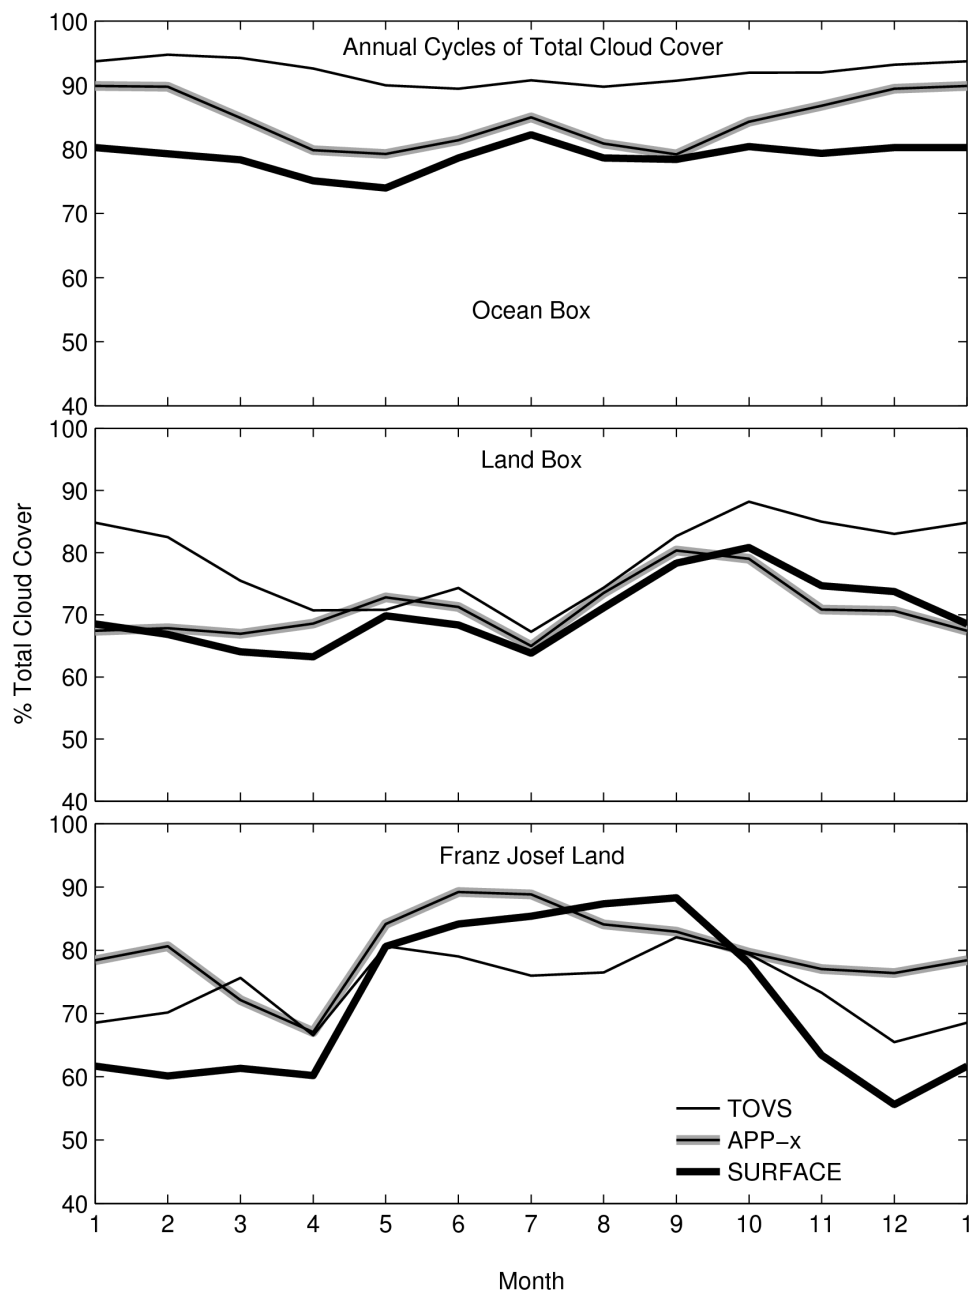 100
Annual Cycles of Total Cloud Cover
90
80
70
60
Ocean Box
50
40
100
Land Box
90
80
70
60
50
40
% Total Cloud Cover
100
Franz Josef Land
90
80
70
60
TOVS
APP−x
50
SURFACE
40
1 2 3 4 5 6 7 8 9 10 11 12 1
Month